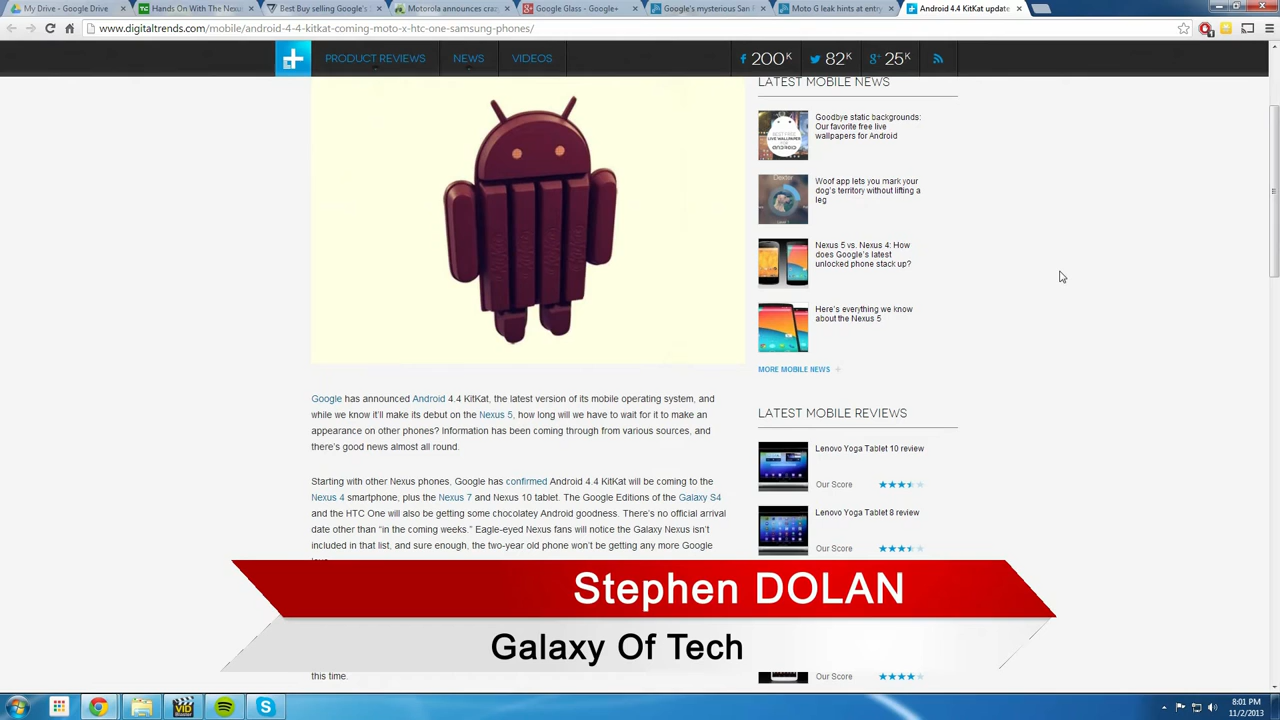 My Drive - Google Drive
Hands On With The Nexus
Best Buy selling Google's
Motorola announces craz
Google Glass - Google+
Google's mysterious San F
Moto G leak hints at entry
Android 4.4 KitKat update
www.digitaltrends.com/mobile/android-4-4-kitkat-coming-moto-x-htc-one-samsung-phones/
PRODUCT REVIEWS NEWS VIDEOS
200K 82K 25K
Google has announced Android 4.4 KitKat, the latest version of its mobile operating system, and
while we know it'll make its debut on the Nexus 5, how long will we have to wait for it to make an
appearance on other phones? Information has been coming through from various sources, and
there's good news almost all round.
Starting with other Nexus phones, Google has confirmed Android 4.4 KitKat will be coming to the
Nexus 4 smartphone, plus the Nexus 7 and Nexus 10 tablet. The Google Editions of the Galaxy S4
and the HTC One will also be getting some chocolatey Android goodness. There's no official arrival
date other than "in the coming weeks." Eagle-eyed Nexus fans will notice the Galaxy Nexus isn't
included in that list, and sure enough, the two-year old phone won't be getting any more Google
this time.
LATEST MOBILE NEWS
Goodbye static backgrounds:
Our favorite free live
wallpapers for Android
Woof app lets you mark your
dog's territory without lifting a
leg
Nexus 5 vs. Nexus 4: How
does Google's latest
unlocked phone stack up?
Here's everything we know
about the Nexus 5
MORE MOBILE NEWS +
LATEST MOBILE REVIEWS
Lenovo Yoga Tablet 10 review
Our Score
Lenovo Yoga Tablet 8 review
Our Score
Our Score
Stephen DOLAN
Galaxy Of Tech
8:01 PM
11/2/2013